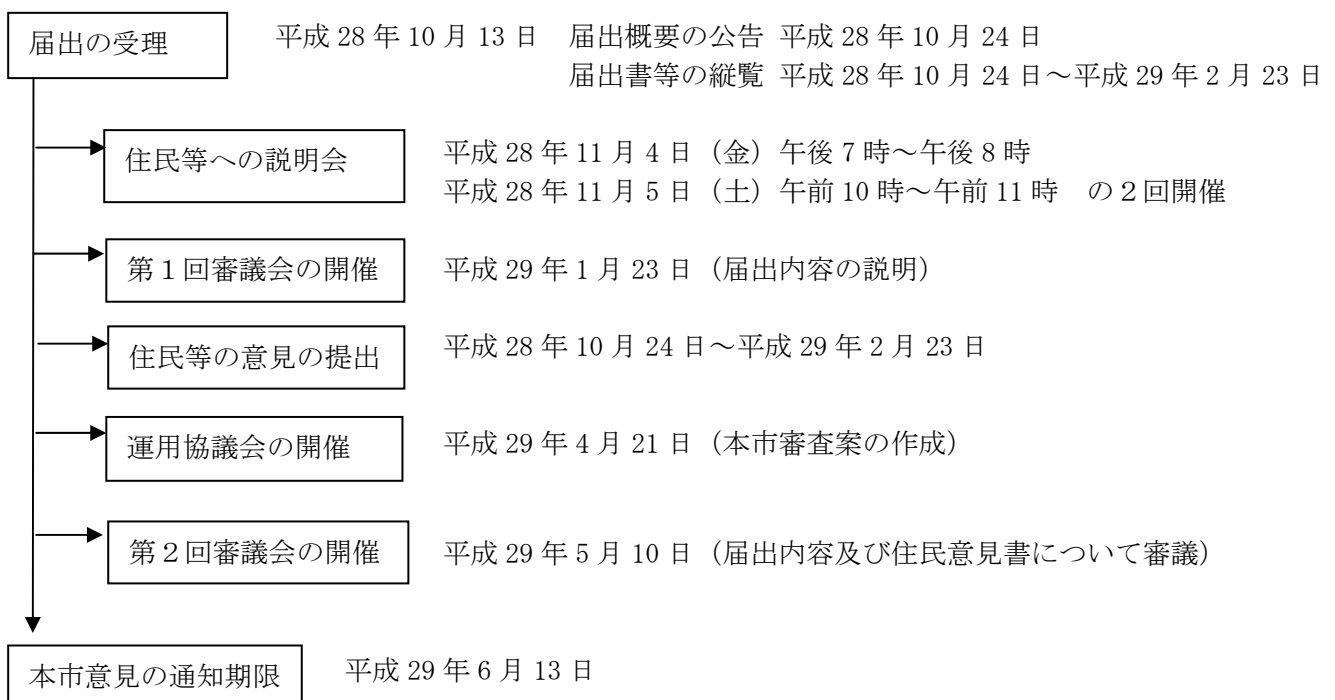 届出の受理 平成 28 年 10 月 13 日 届出概要の公告 平成 28 年 10 月 24 日
届出書等の縦覧 平成 28 年 10 月 24 日～平成 29 年 2 月 23 日
住民等への説明会 平成 28 年 11 月 4 日（金）午後 7 時～午後 8 時
平成 28 年 11 月 5 日（土）午前 10 時～午前 11 時 の２回開催
第１回審議会の開催 平成 29 年 1 月 23 日（届出内容の説明）
住民等の意見の提出 平成 28 年 10 月 24 日～平成 29 年 2 月 23 日
運用協議会の開催 平成 29 年 4 月 21 日（本市審査案の作成）
第２回審議会の開催 平成 29 年 5 月 10 日（届出内容及び住民意見書について審議）
本市意見の通知期限 平成 29 年 6 月 13 日